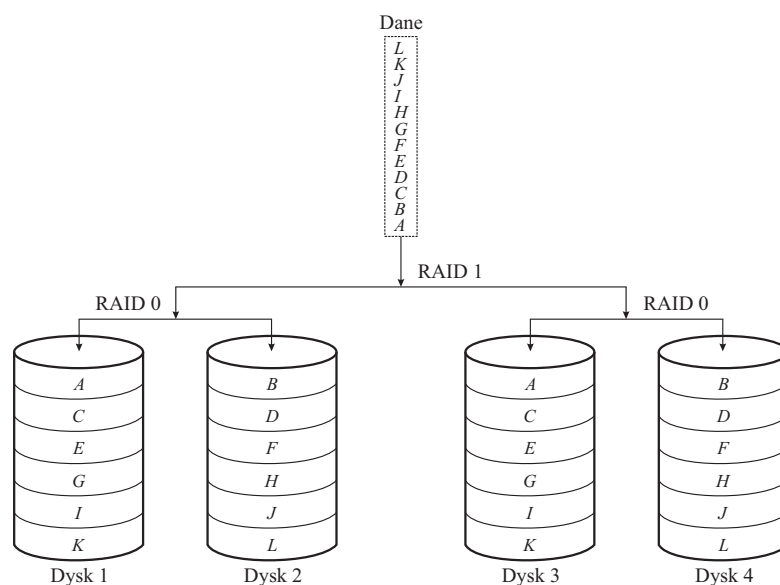 Dane
L
K
J
I
H
G
F
E
D
C
B
A
RAID 1
RAID 0 RAID 0
A B A B
C D C D
E F E F
G H G H
I J I J
K L K L
Dysk 1 Dysk 2 Dysk 3 Dysk 4